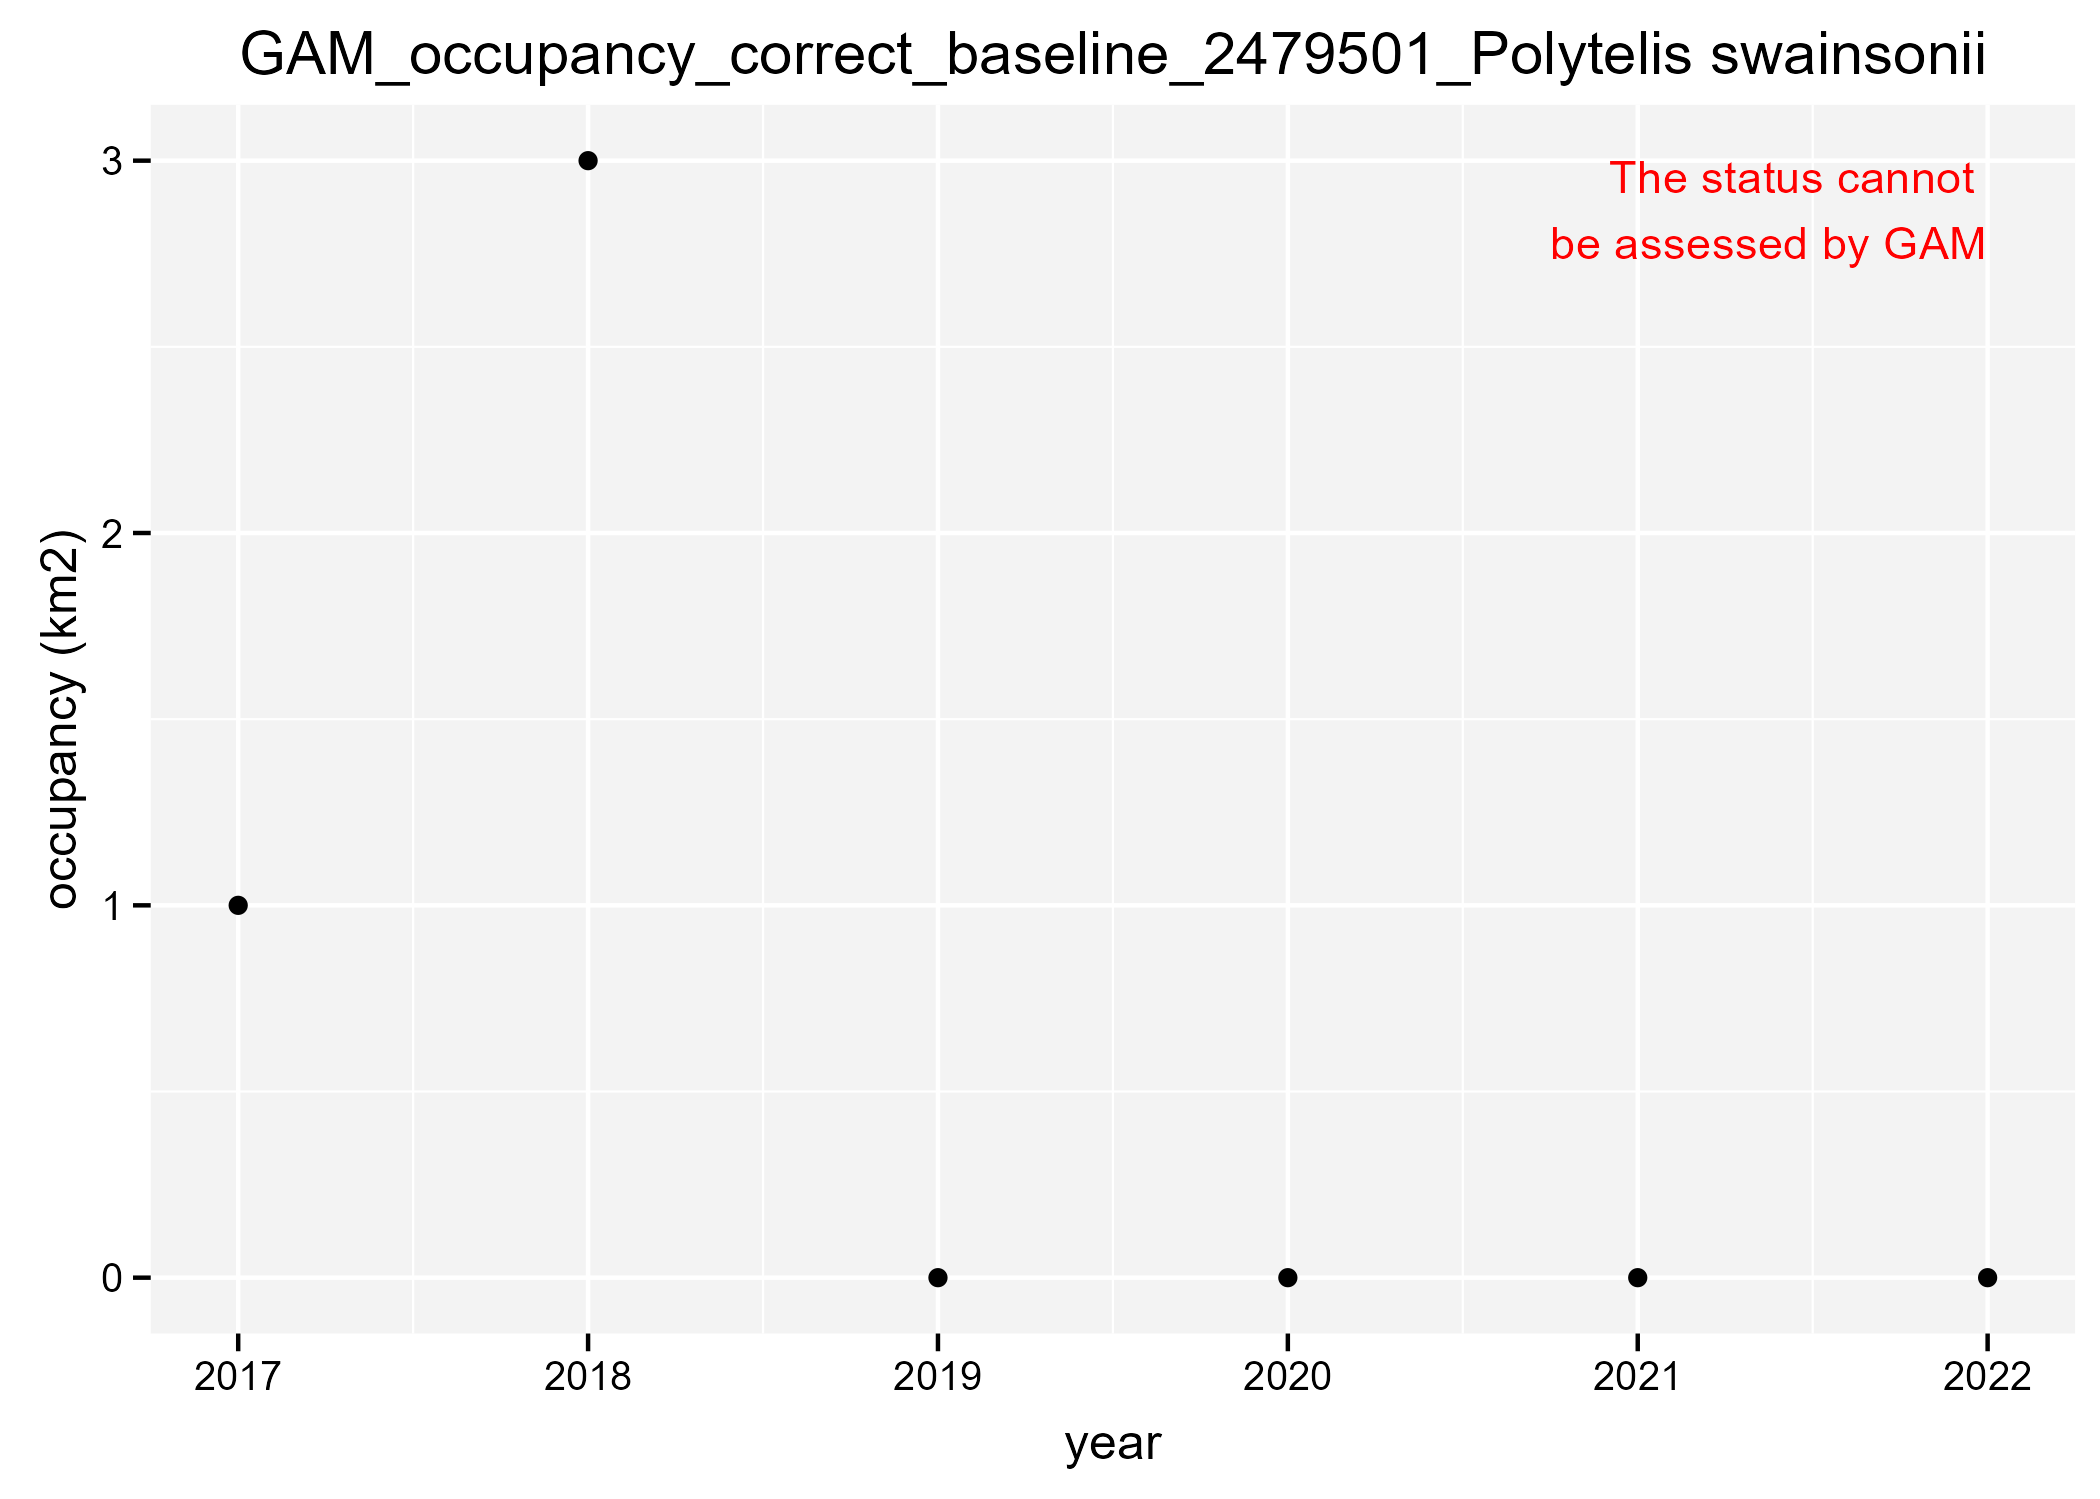 GAM_occupancy_correct_baseline_2479501_Polytelis swainsonii
The status cannot
be assessed by GAM
occupancy (km2)
3
2
1
0
2017 2018 2019 2020 2021 2022
year